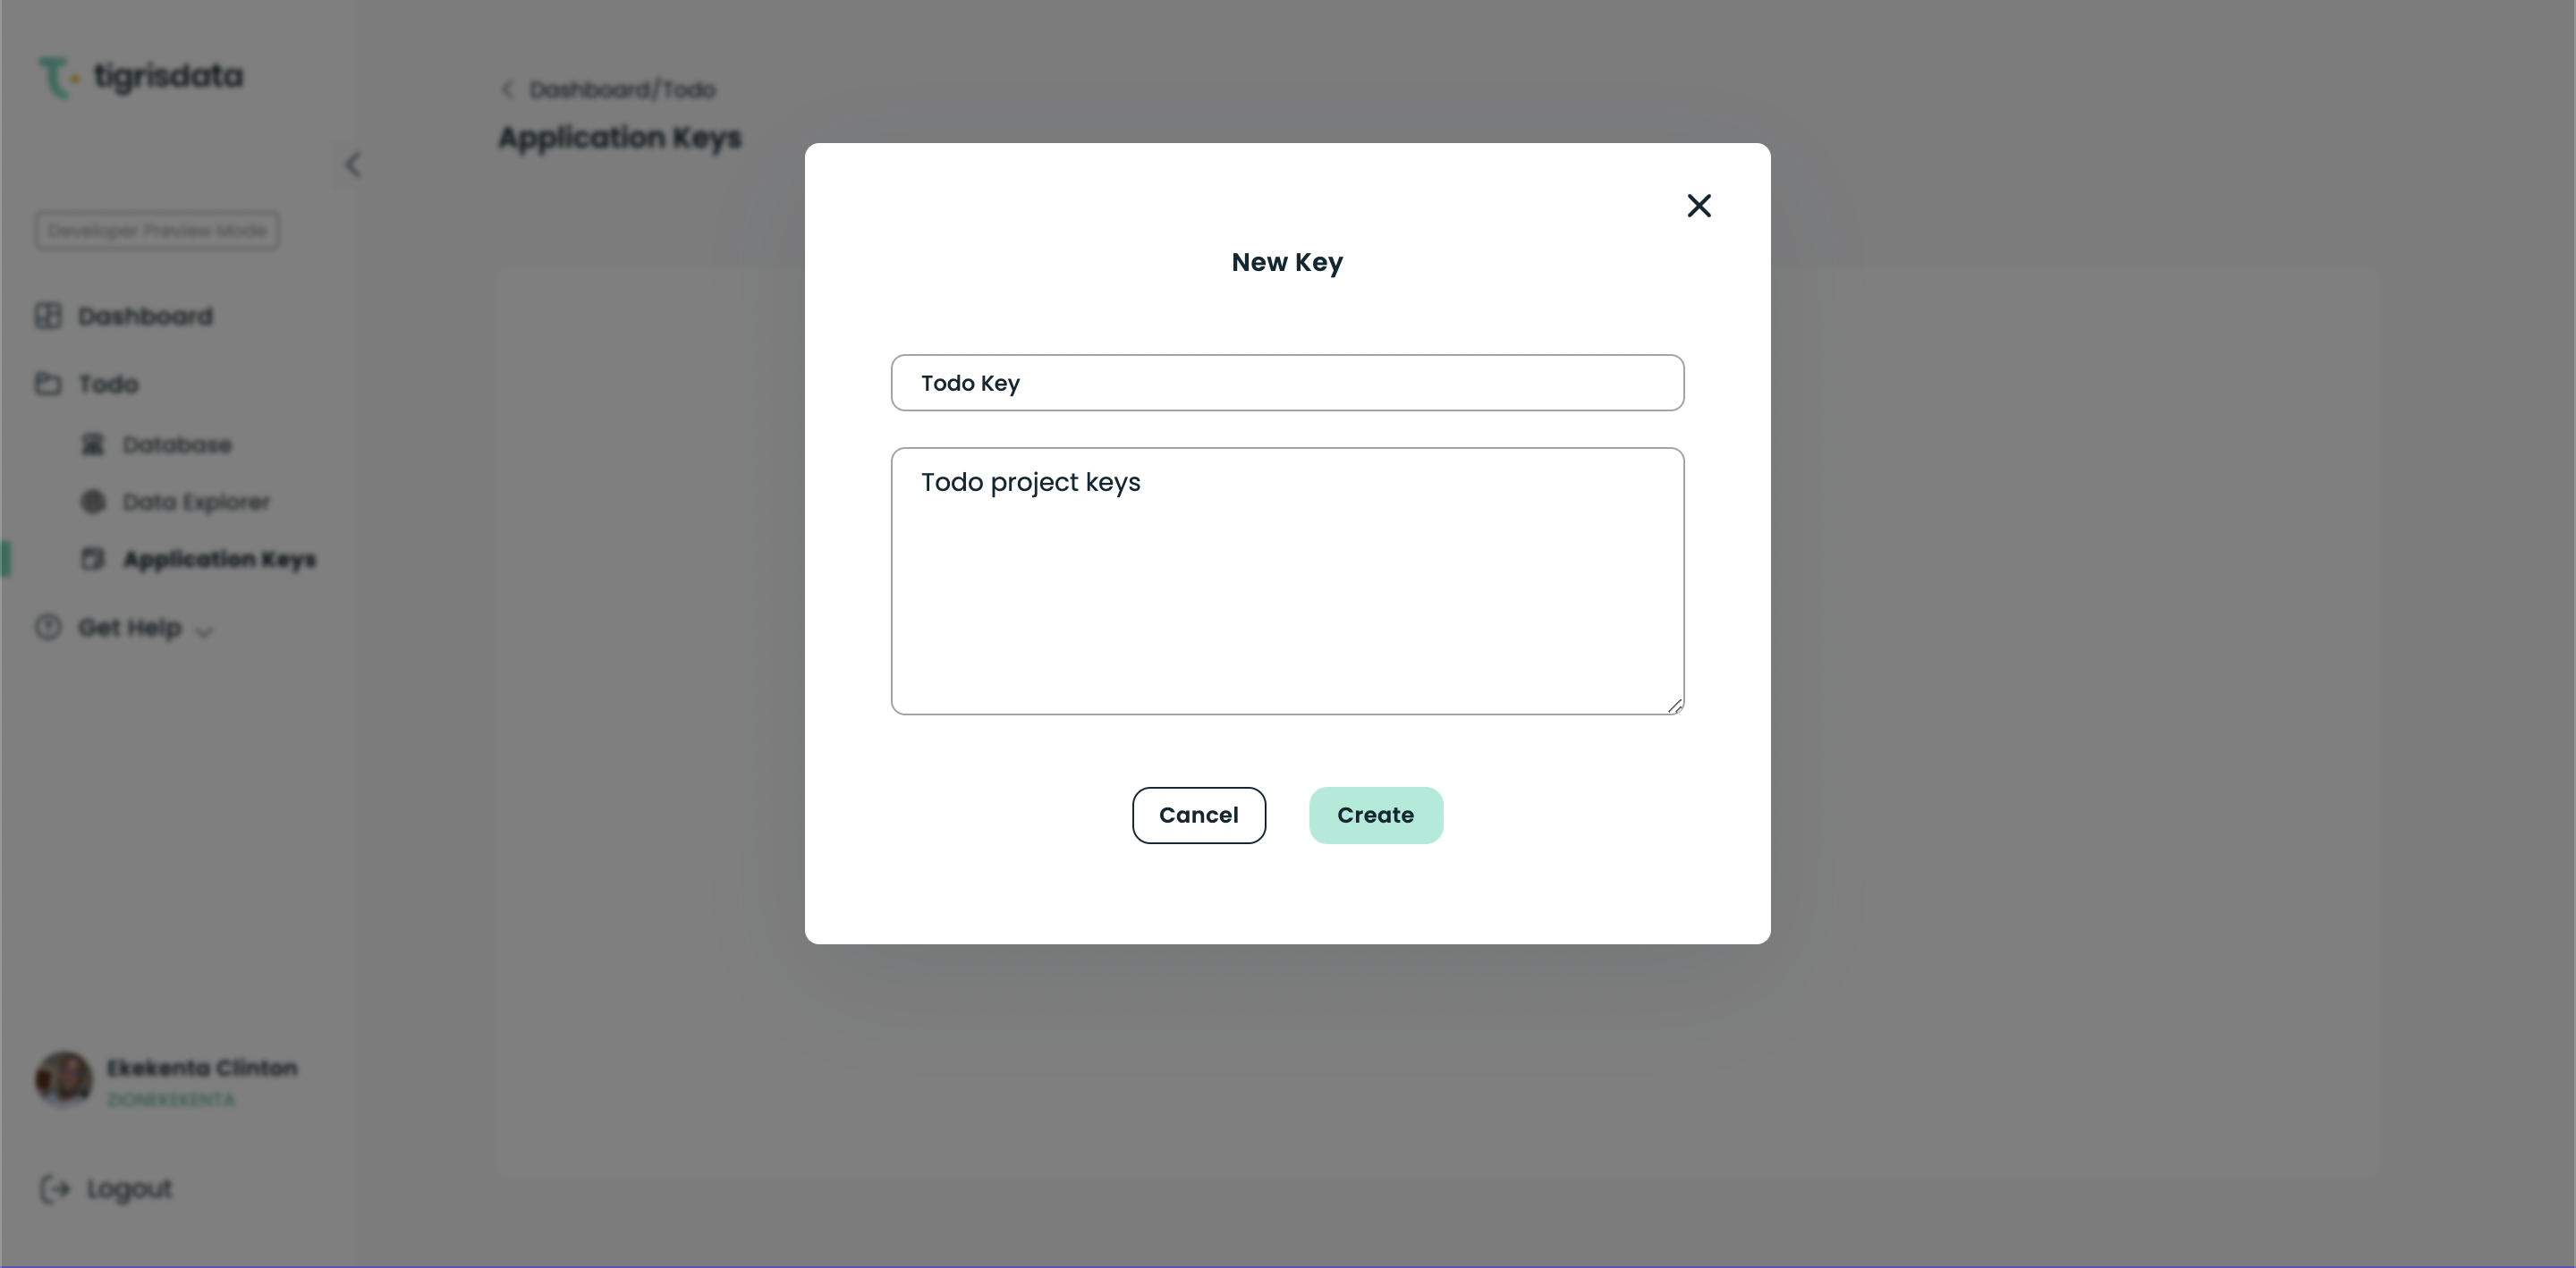 tigrisdata
Developer Preview Mode
Dashboard
Todo
Database
Data Explorer
Application Keys
Get Help
Ekekenta Clinton
ZIONEKEKENTA
Logout
Dashboard/Todo
Application Keys
New Key
Todo Key
Todo project keys
Cancel
Create